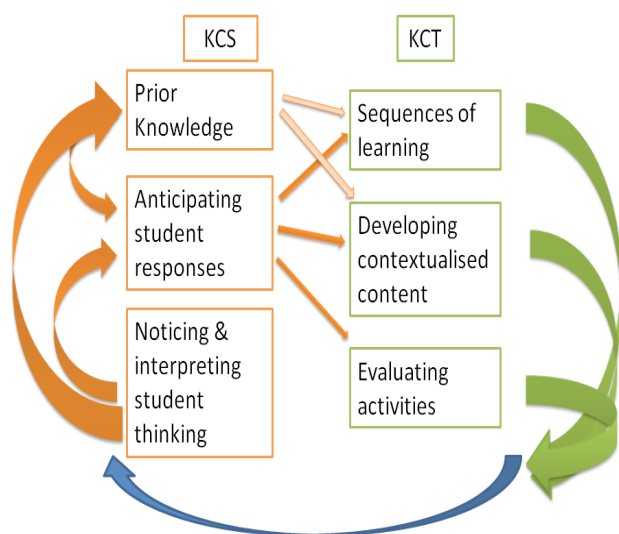 KCS
KCT
Prior
Knowledge
Sequences of
learning
Anticipating
student
responses
Developing
contextualised
content
Noticing &
interpreting
student
thinking
Evaluating
activities